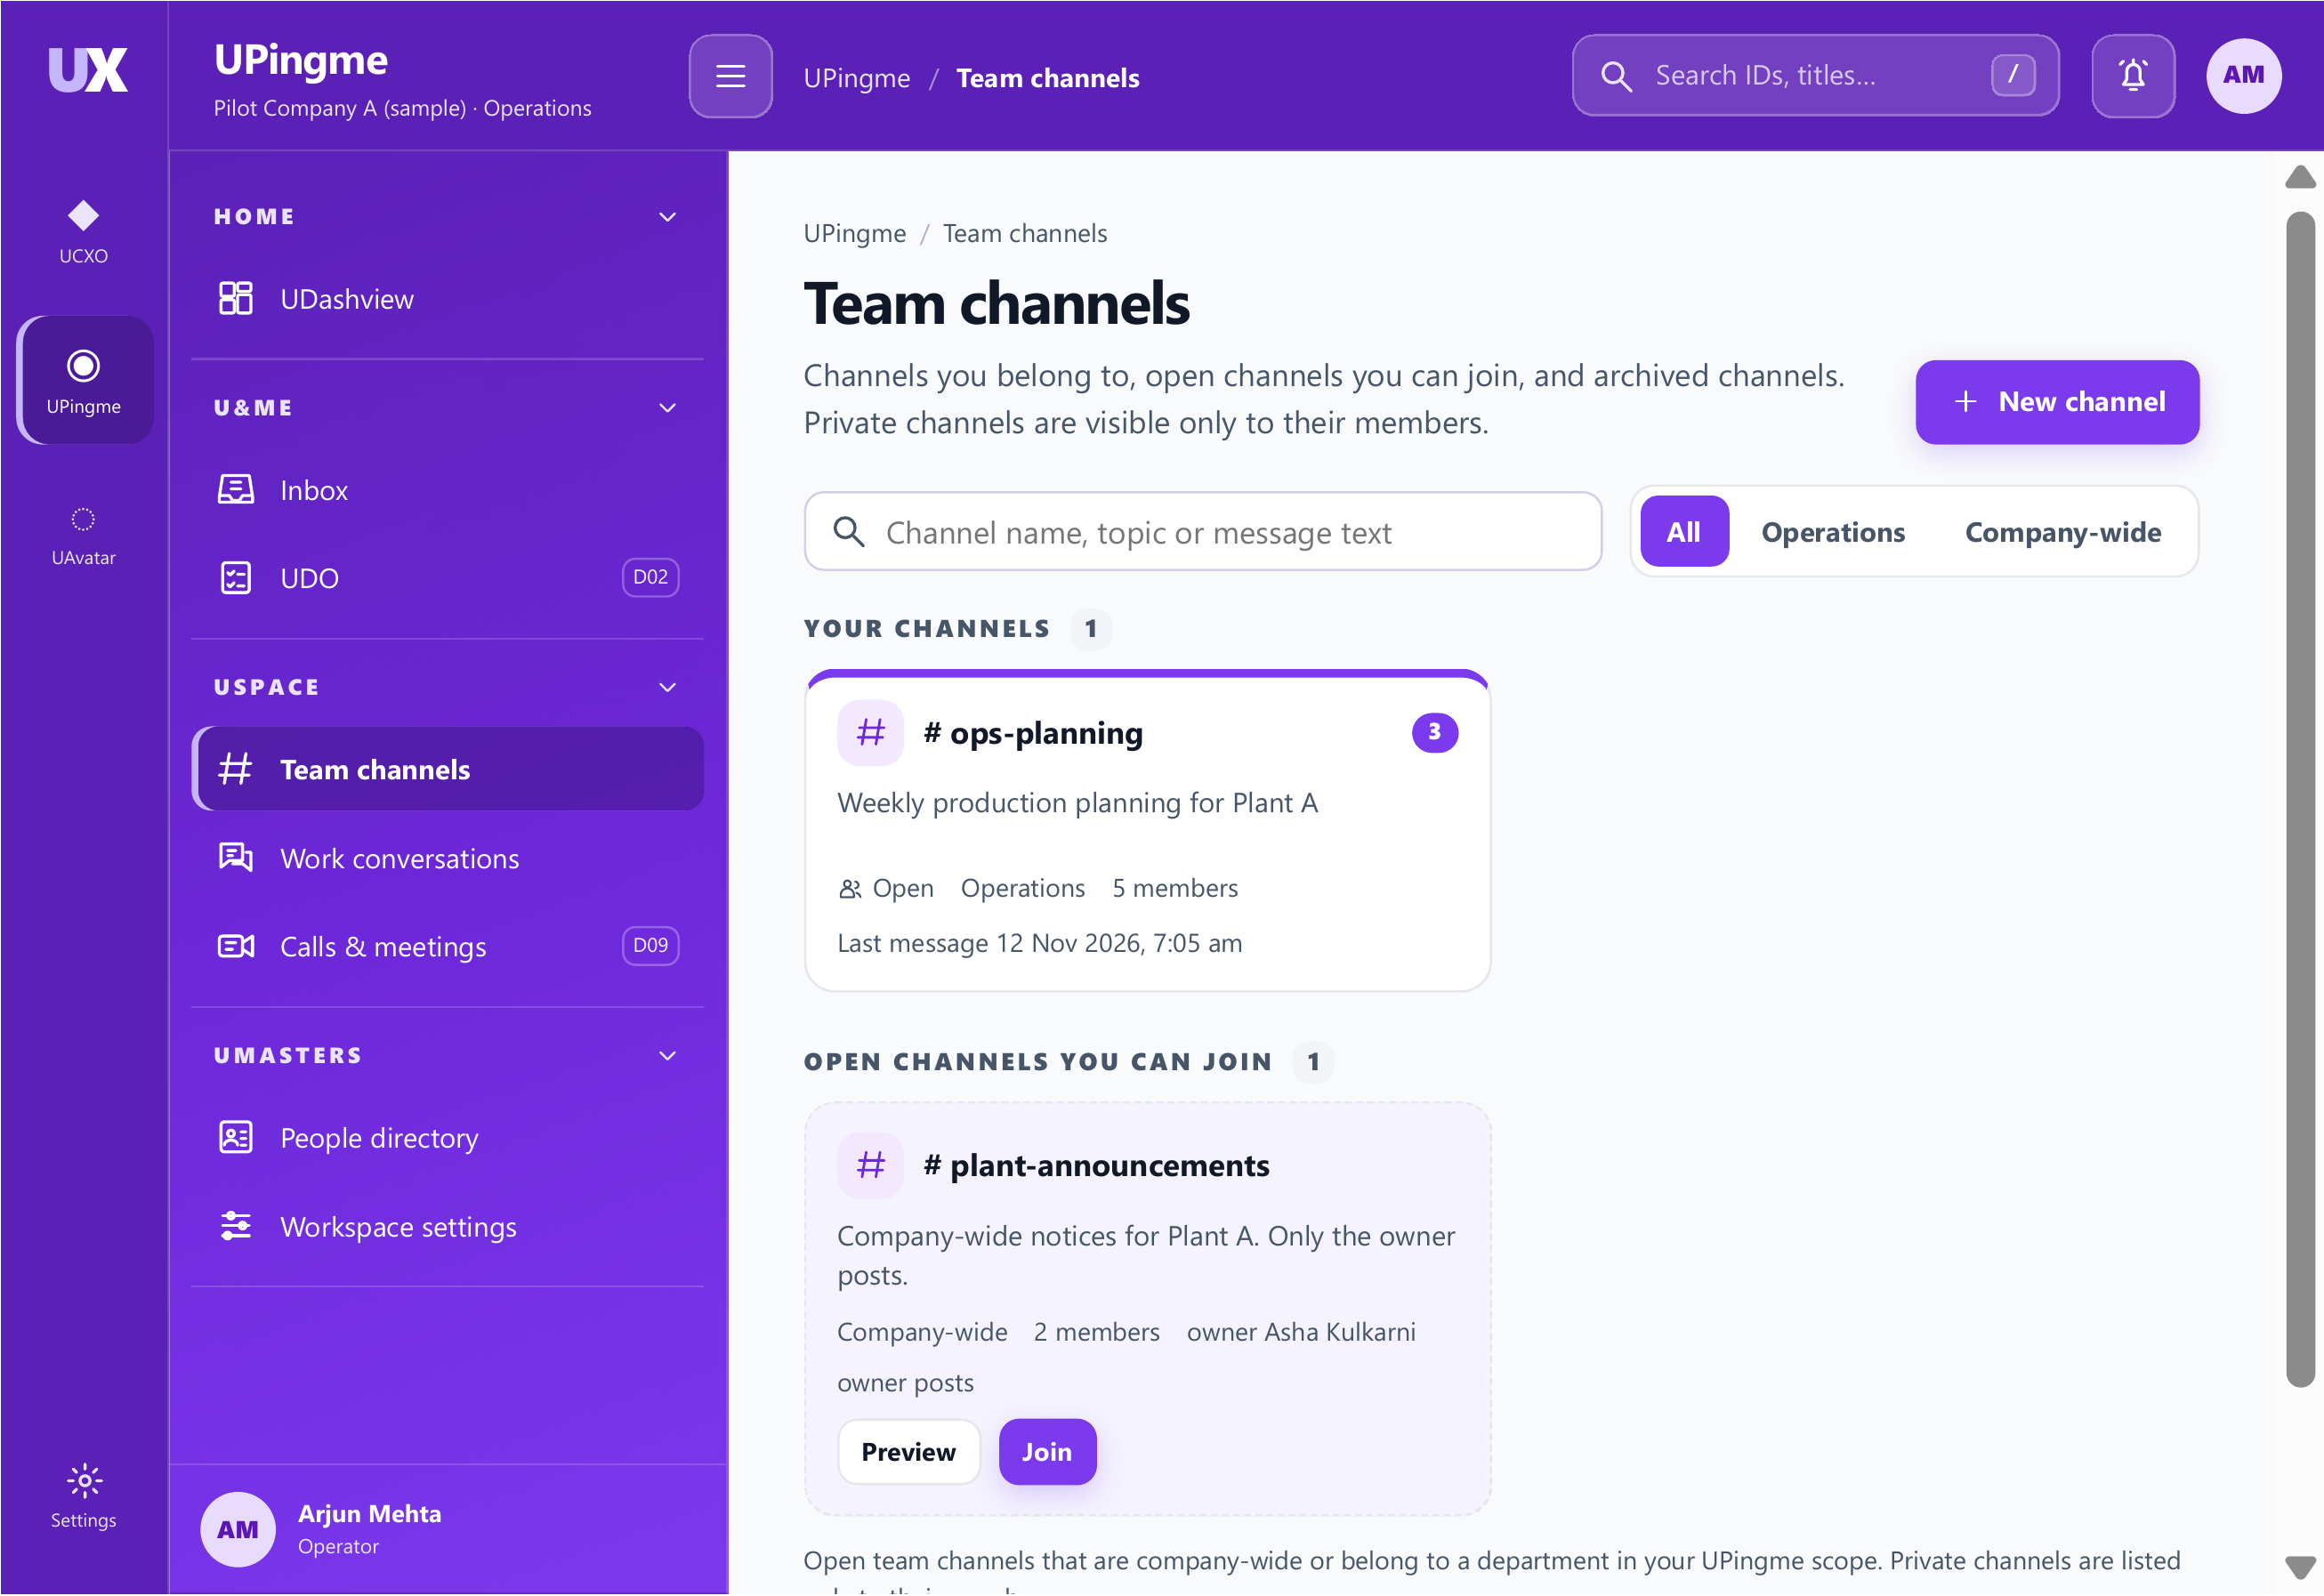 UX
UPingme
Pilot Company A (sample) · Operations
UPingme / Team channels
Search IDs, titles...
/
AM
UCXO
UPingme
UAvatar
Settings
HOME
UDashview
U&ME
Inbox
UDO
D02
USPACE
Team channels
Work conversations
Calls & meetings
D09
UMASTERS
People directory
Workspace settings
AM
Arjun Mehta
Operator
UPingme / Team channels
Team channels
Channels you belong to, open channels you can join, and archived channels.
Private channels are visible only to their members.
+ New channel
Channel name, topic or message text
All
Operations
Company-wide
YOUR CHANNELS 1
# # ops-planning
3
Weekly production planning for Plant A
Open Operations 5 members
Last message 12 Nov 2026, 7:05 am
OPEN CHANNELS YOU CAN JOIN 1
# # plant-announcements
Company-wide notices for Plant A. Only the owner
posts.
Company-wide 2 members owner Asha Kulkarni
owner posts
Preview
Join
Open team channels that are company-wide or belong to a department in your UPingme scope. Private channels are listed